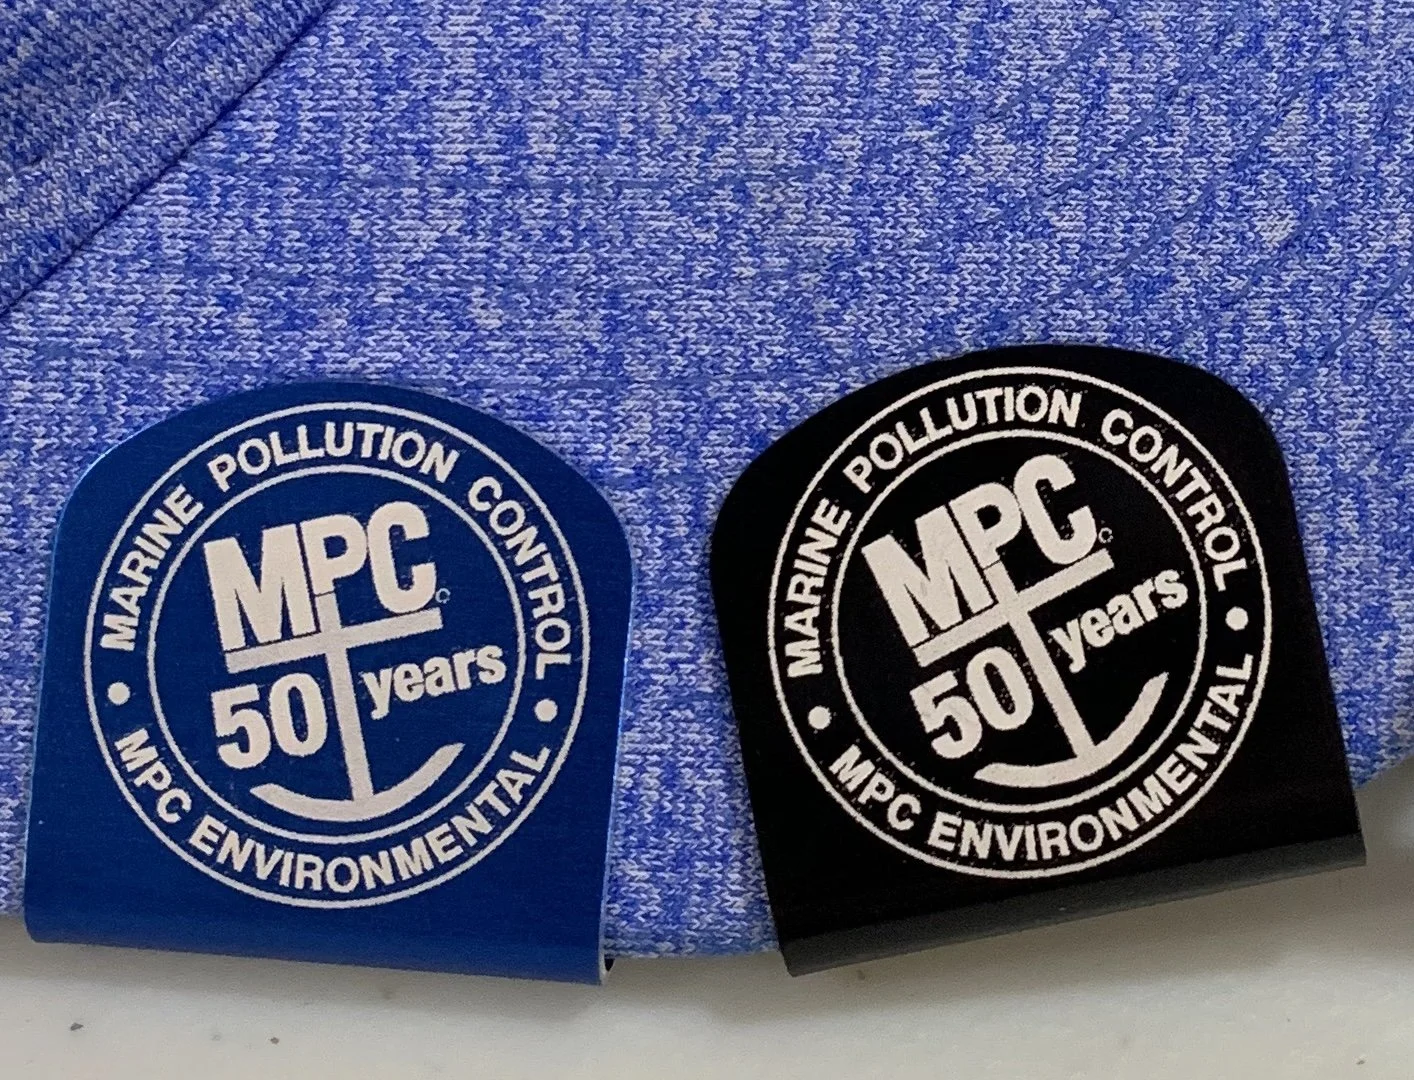 MARINE POLLUTION CONTROL
MPC
50 years
MPC ENVIRONMENTAL
MARINE POLLUTION CONTROL
MPC
50 years
MPC ENVIRONMENTAL